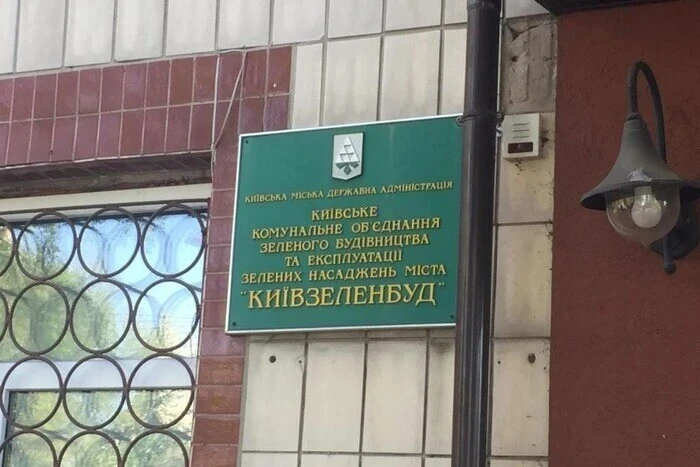 КИЇВСЬКА МІСЬКА ДЕРЖАВНА АДМІНІСТРАЦІЯ
КИЇВСЬКЕ
КОМУНАЛЬНЕ ОБ'ЄДНАННЯ
ЗЕЛЕНОГО БУДІВНИЦТВА
ТА ЕКСПЛУАТАЦІЇ
ЗЕЛЕНИХ НАСАДЖЕНЬ МІСТА
"КИЇВЗЕЛЕНБУД"